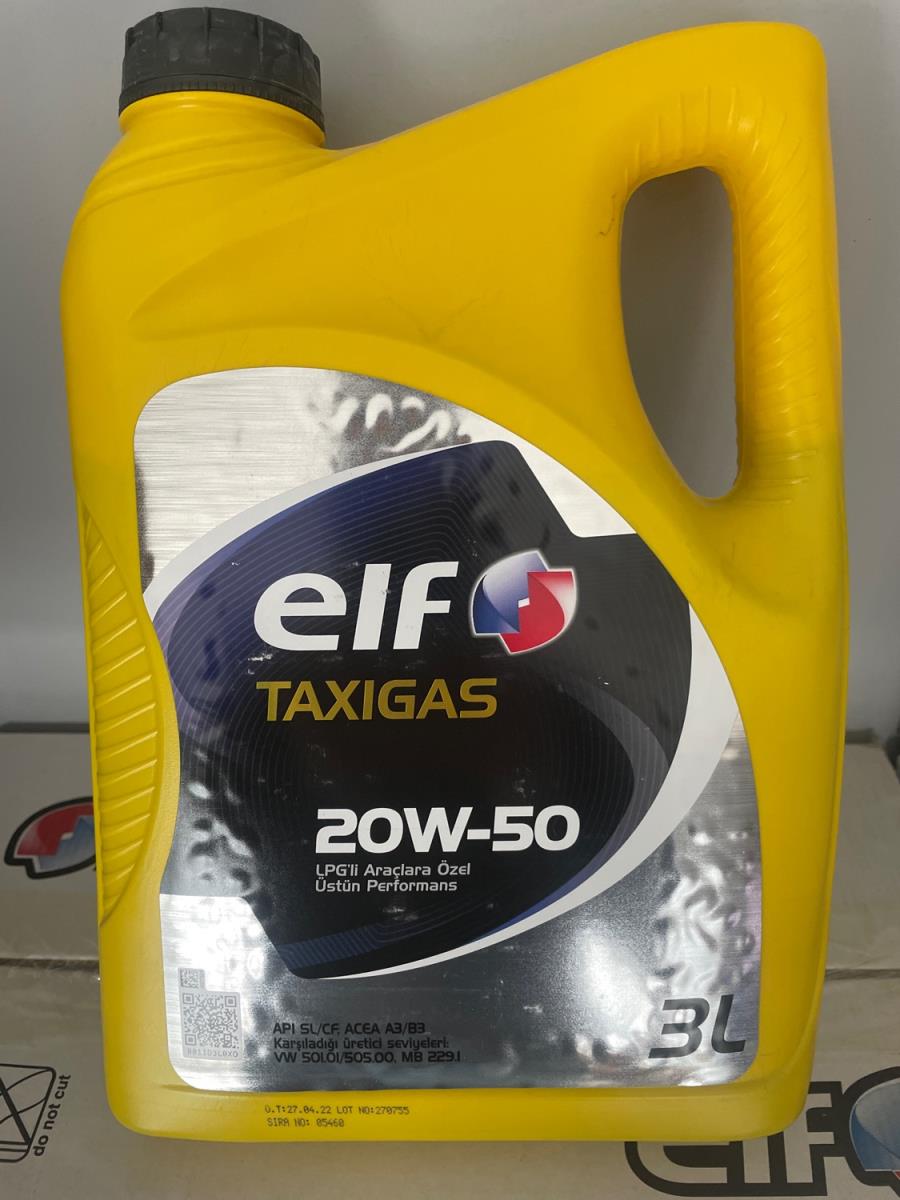 elf
TAXIGAS
20W-50
LPG'li Araçlara Özel
Üstün Performans
API SL/CF, ACEA A3/B3
Karşıladığı üretici seviyeleri:
VW 501.01/505.00, MB 229.1
3L
Ü.T:27.04.22 LOT NO:270755
SIRA NO: 05460
do not cut
elf